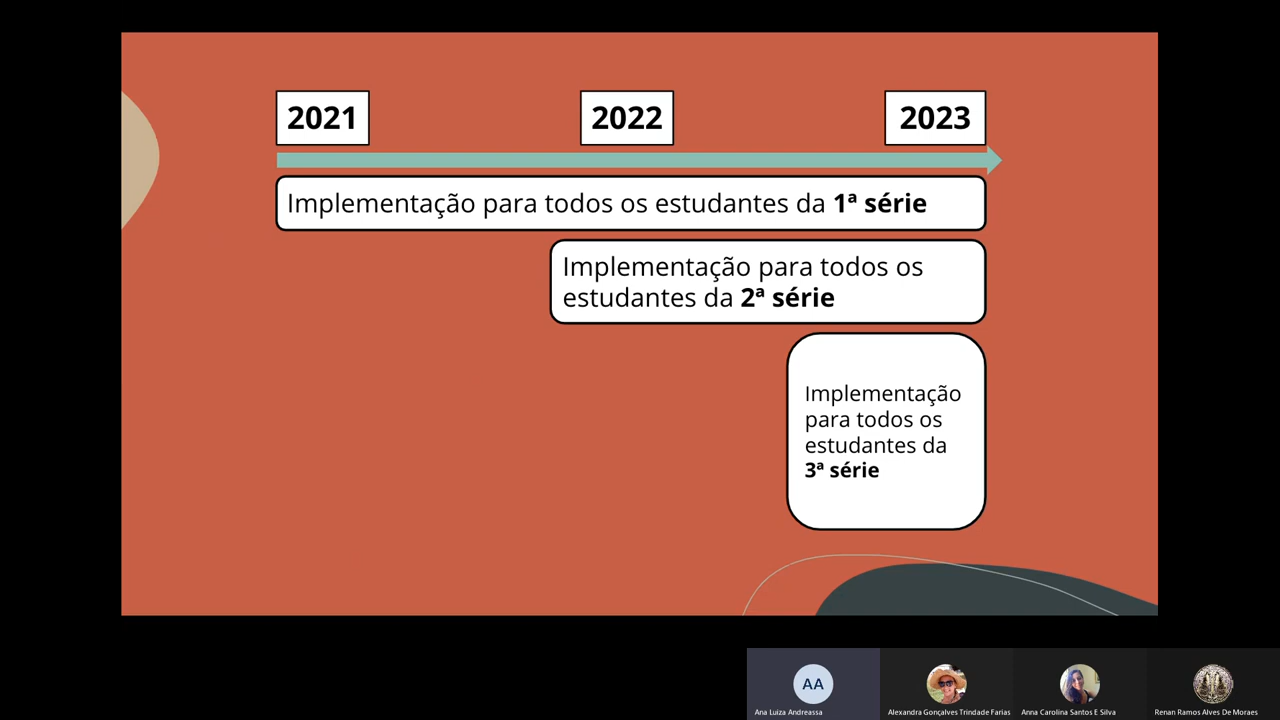 2021
2022
2023
Implementação para todos os estudantes da 1ª série
Implementação para todos os
estudantes da 2ª série
Implementação
para todos os
estudantes da
3ª série
AA
Ana Luíza Andreassa
Alexandra Gonçalves Trindade Farias
Anna Carolina Santos E Silva
Renan Ramos Alves De Moraes